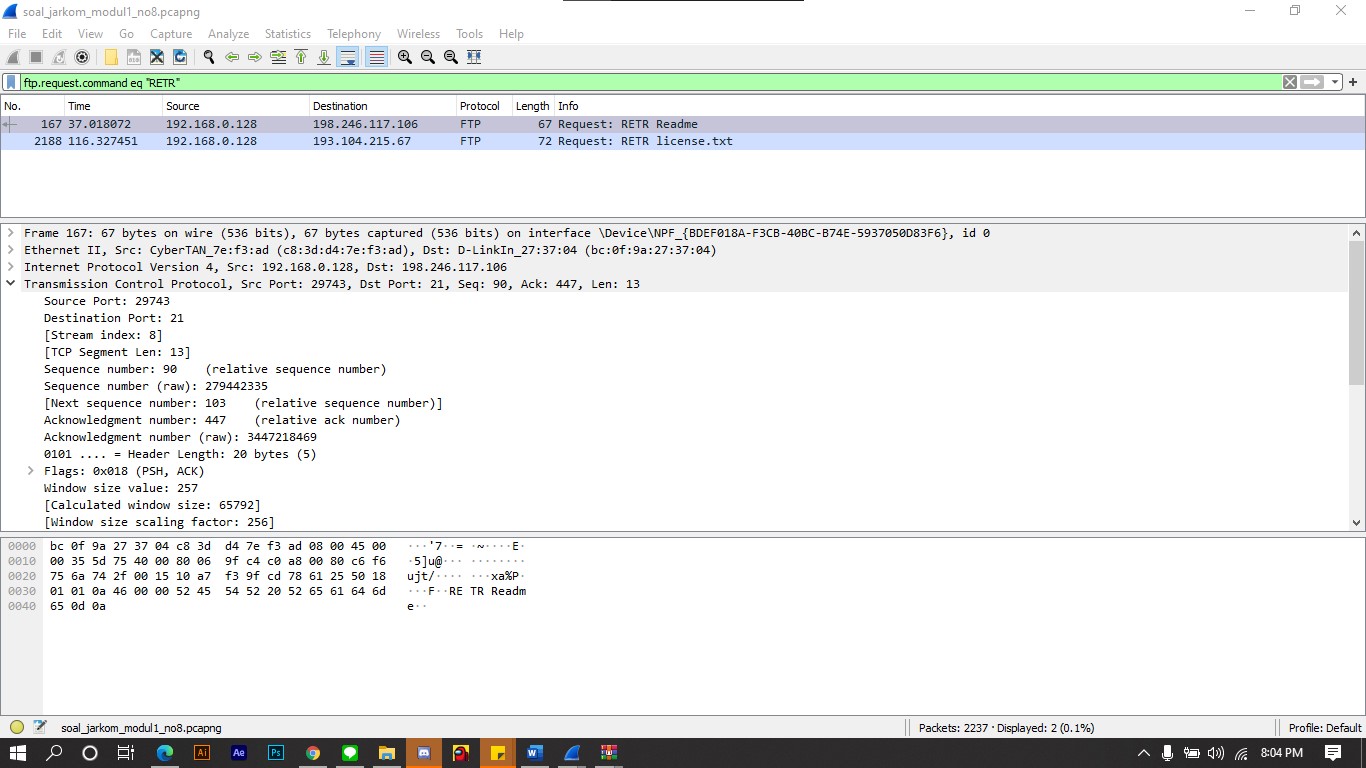 soal_jarkom_modul1_no8.pcapng
File Edit View Go Capture Analyze Statistics Telephony Wireless Tools Help
ftp.request.command eq "RETR"
No. Time Source Destination Protocol Length Info
167 37.018072 192.168.0.128 198.246.117.106 FTP 67 Request: RETR Readme
2188 116.327451 192.168.0.128 193.104.215.67 FTP 72 Request: RETR license.txt
Frame 167: 67 bytes on wire (536 bits), 67 bytes captured (536 bits) on interface \Device\NPF_{BDEF018A-F3CB-40BC-B74E-5937050D83F6}, id 0
Ethernet II, Src: CyberTAN_7e:f3:ad (c8:3d:d4:7e:f3:ad), Dst: D-LinkIn_27:37:04 (bc:0f:9a:27:37:04)
Internet Protocol Version 4, Src: 192.168.0.128, Dst: 198.246.117.106
Transmission Control Protocol, Src Port: 29743, Dst Port: 21, Seq: 90, Ack: 447, Len: 13
Source Port: 29743
Destination Port: 21
[Stream index: 8]
[TCP Segment Len: 13]
Sequence number: 90 (relative sequence number)
Sequence number (raw): 279442335
[Next sequence number: 103 (relative sequence number)]
Acknowledgment number: 447 (relative ack number)
Acknowledgment number (raw): 3447218469
0101 .... = Header Length: 20 bytes (5)
Flags: 0x018 (PSH, ACK)
Window size value: 257
[Calculated window size: 65792]
[Window size scaling factor: 256]
0000 bc 0f 9a 27 37 04 c8 3d d4 7e f3 ad 08 00 45 00 ···'7··= ·~····E·
0010 00 35 5d 75 40 00 80 06 9f c4 c0 a8 00 80 c6 f6 ·5]u@··· ········
0020 75 6a 74 2f 00 15 10 a7 f3 9f cd 78 61 25 50 18 ujt/···· ···xa%P·
0030 01 01 0a 46 00 00 52 45 54 52 20 52 65 61 64 6d ···F··RE TR Readm
0040 65 0d 0a e··
soal_jarkom_modul1_no8.pcapng Packets: 2237 · Displayed: 2 (0.1%) Profile: Default
Ai Ae Ps W 8:04 PM